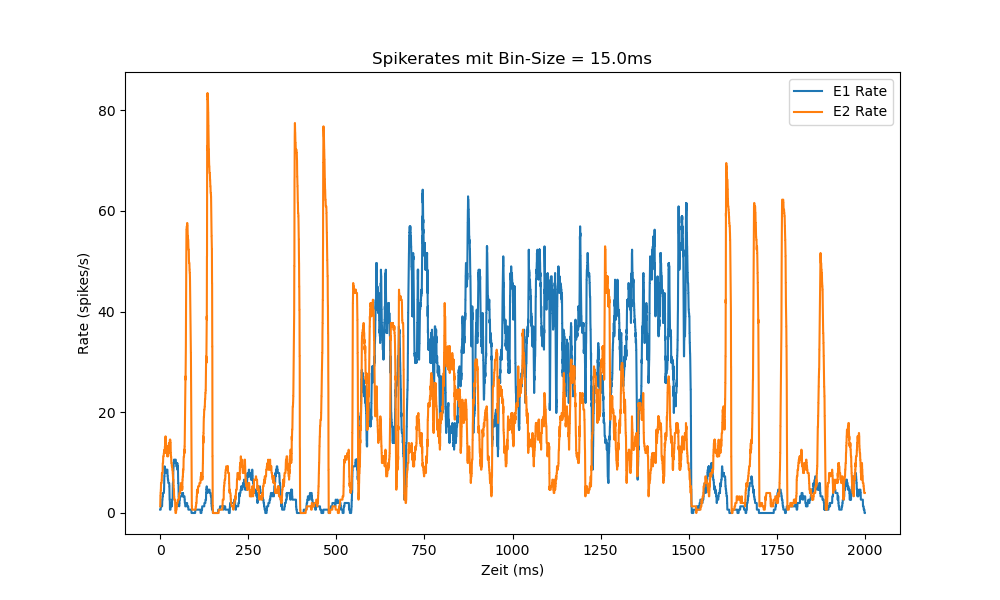 Spikerates mit Bin-Size = 15.0ms
E1 Rate
E2 Rate
80
60
40
20
0
Rate (spikes/s)
0 250 500 750 1000 1250 1500 1750 2000
Zeit (ms)